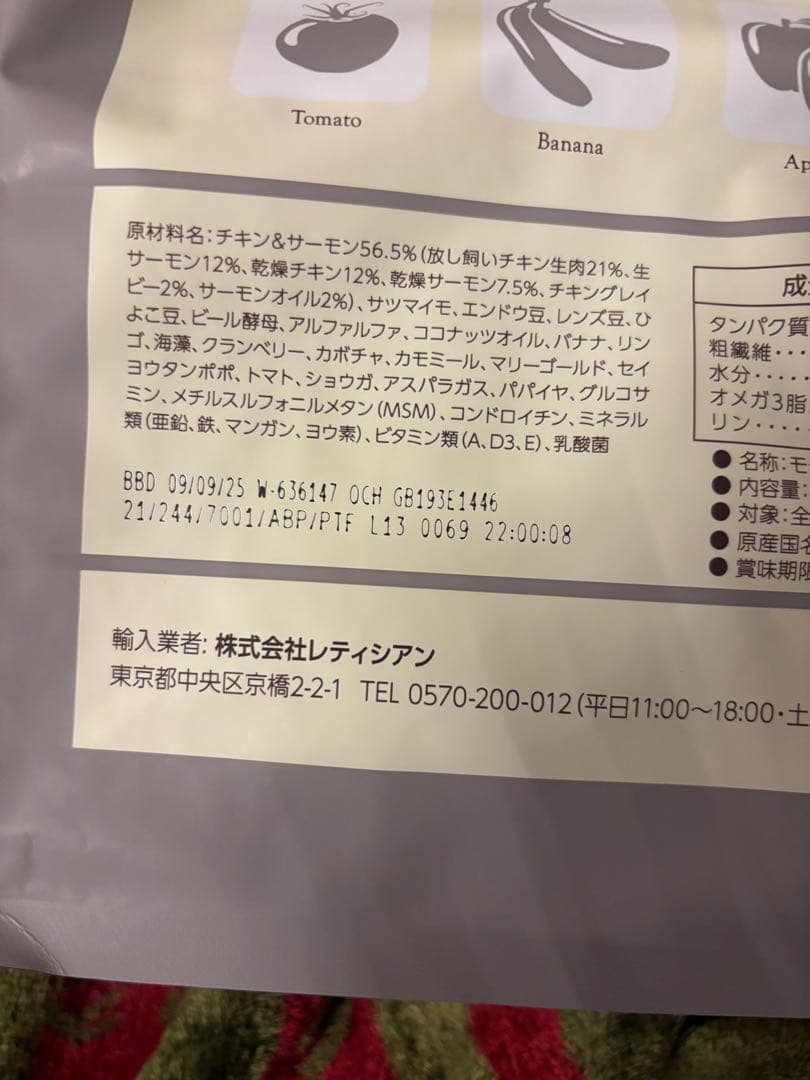 Tomato
Banana
Ap
原材料名：チキン&サーモン56.5%（放し飼いチキン生肉21%、生
サーモン12%、乾燥チキン12%、乾燥サーモン7.5%、チキングレイ
ビー2%、サーモンオイル2%）、サツマイモ、エンドウ豆、レンズ豆、ひ
よこ豆、ビール酵母、アルファルファ、ココナッツオイル、バナナ、リン
ゴ、海藻、クランベリー、カボチャ、カモミール、マリーゴールド、セイ
ヨウタンポポ、トマト、ショウガ、アスパラガス、パパイヤ、グルコサ
ミン、メチルスルフォニルメタン（MSM）、コンドロイチン、ミネラル
類（亜鉛、鉄、マンガン、ヨウ素）、ビタミン類（A、D3、E）、乳酸菌
BBD 09/09/25 W-636147 OCH GB193E1446
21/244/7001/ABP/PTF L13 0069 22:00:08
成
タンパク質
粗繊維・・・
水分・・・・・
オメガ3脂
リン・・・・・
● 名称：モ
● 内容量：
● 対象：全
● 原産国名
● 賞味期限
輸入業者: 株式会社レティシアン
東京都中央区京橋2-2-1 TEL 0570-200-012（平日11:00〜18:00・土